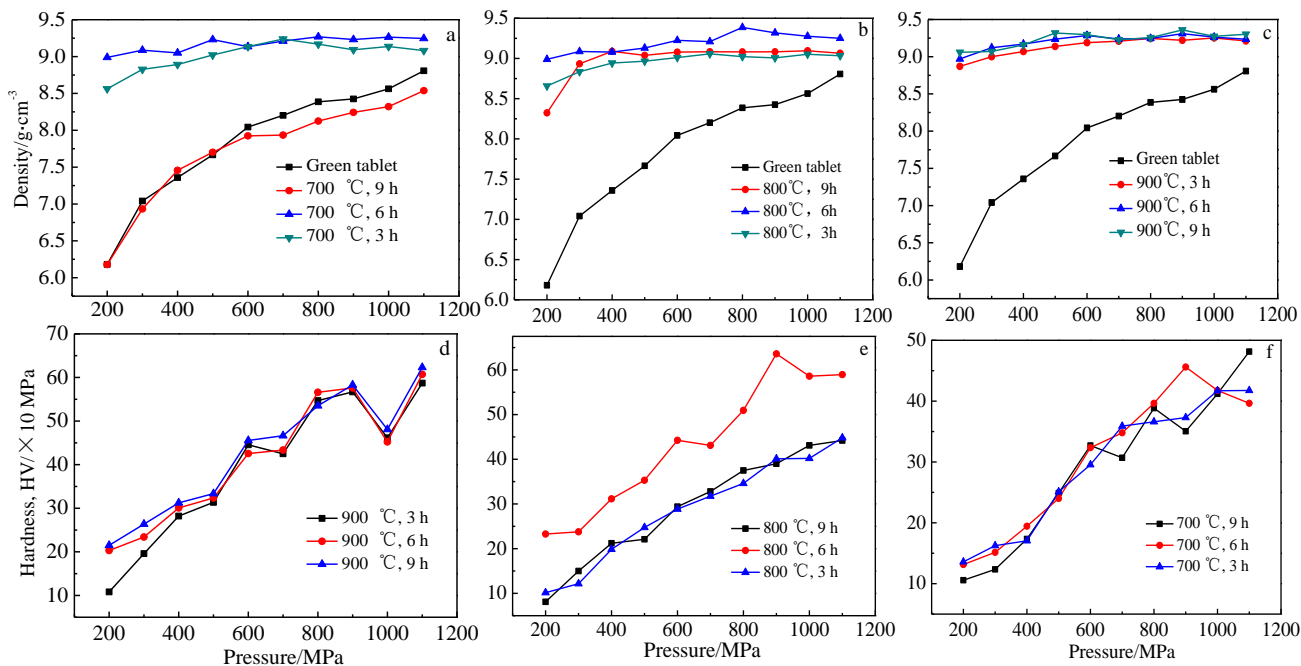 Density/g·cm⁻³
9.5
9.0
8.5
8.0
7.5
7.0
6.5
6.0
a
Green tablet
700 ℃, 9 h
700 ℃, 6 h
700 ℃, 3 h
200 400 600 800 1000 1200
9.5
9.0
8.5
8.0
7.5
7.0
6.5
6.0
b
Green tablet
800℃, 9h
800℃, 6h
800℃, 3h
200 400 600 800 1000 1200
9.5
9.0
8.5
8.0
7.5
7.0
6.5
6.0
c
Green tablet
900℃, 3 h
900℃, 6 h
900℃, 9 h
200 400 600 800 1000 1200
Hardness, HV/×10 MPa
70
60
50
40
30
20
10
d
900 ℃, 3 h
900 ℃, 6 h
900 ℃, 9 h
200 400 600 800 1000 1200
Pressure/MPa
60
50
40
30
20
10
e
800 ℃, 9 h
800 ℃, 6 h
800 ℃, 3 h
200 400 600 800 1000 1200
Pressure/MPa
50
40
30
20
10
f
700 ℃, 9 h
700 ℃, 6 h
700 ℃, 3 h
200 400 600 800 1000 1200
Pressure/MPa